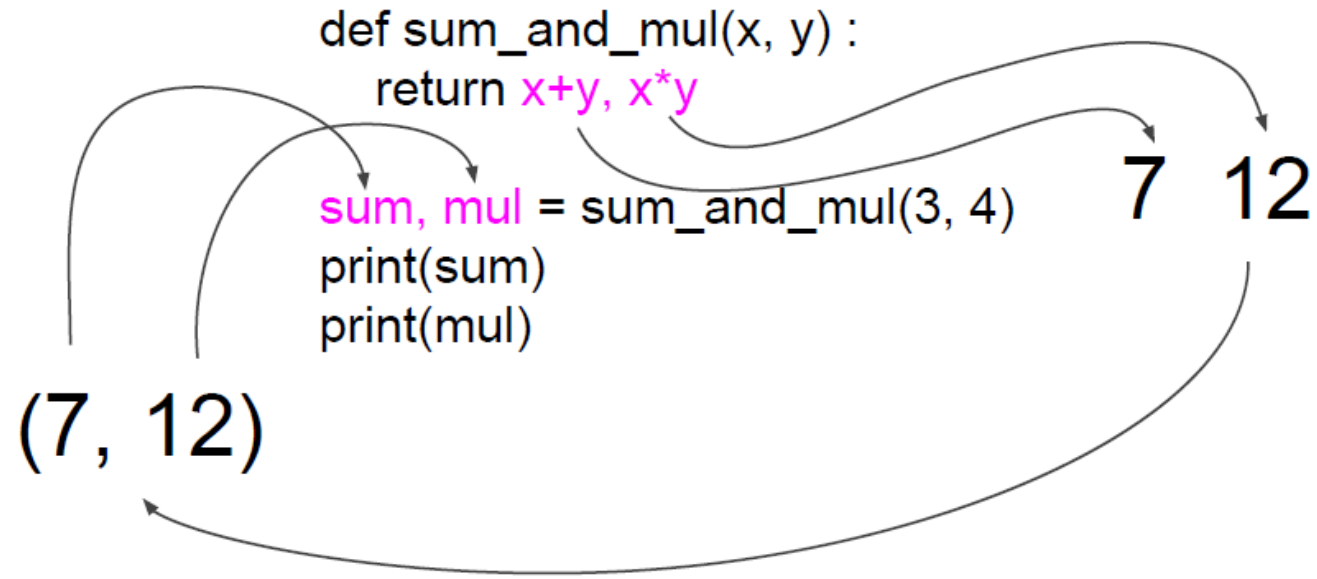 def sum_and_mul(x, y) :
return x+y, x*y
sum, mul = sum_and_mul(3, 4)
print(sum)
print(mul)
7 12
(7, 12)